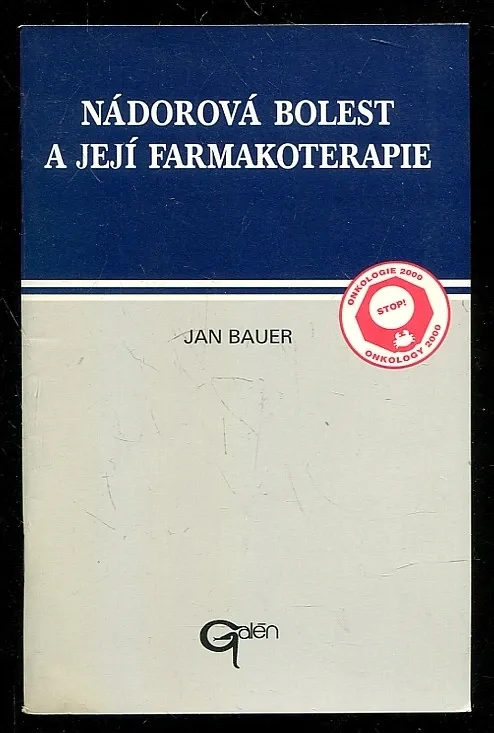 NÁDOROVÁ BOLEST
A JEJÍ FARMAKOTERAPIE
ONKOLOGIE 2000
STOP!
ONKOLOGY 2000
JAN BAUER
Galén